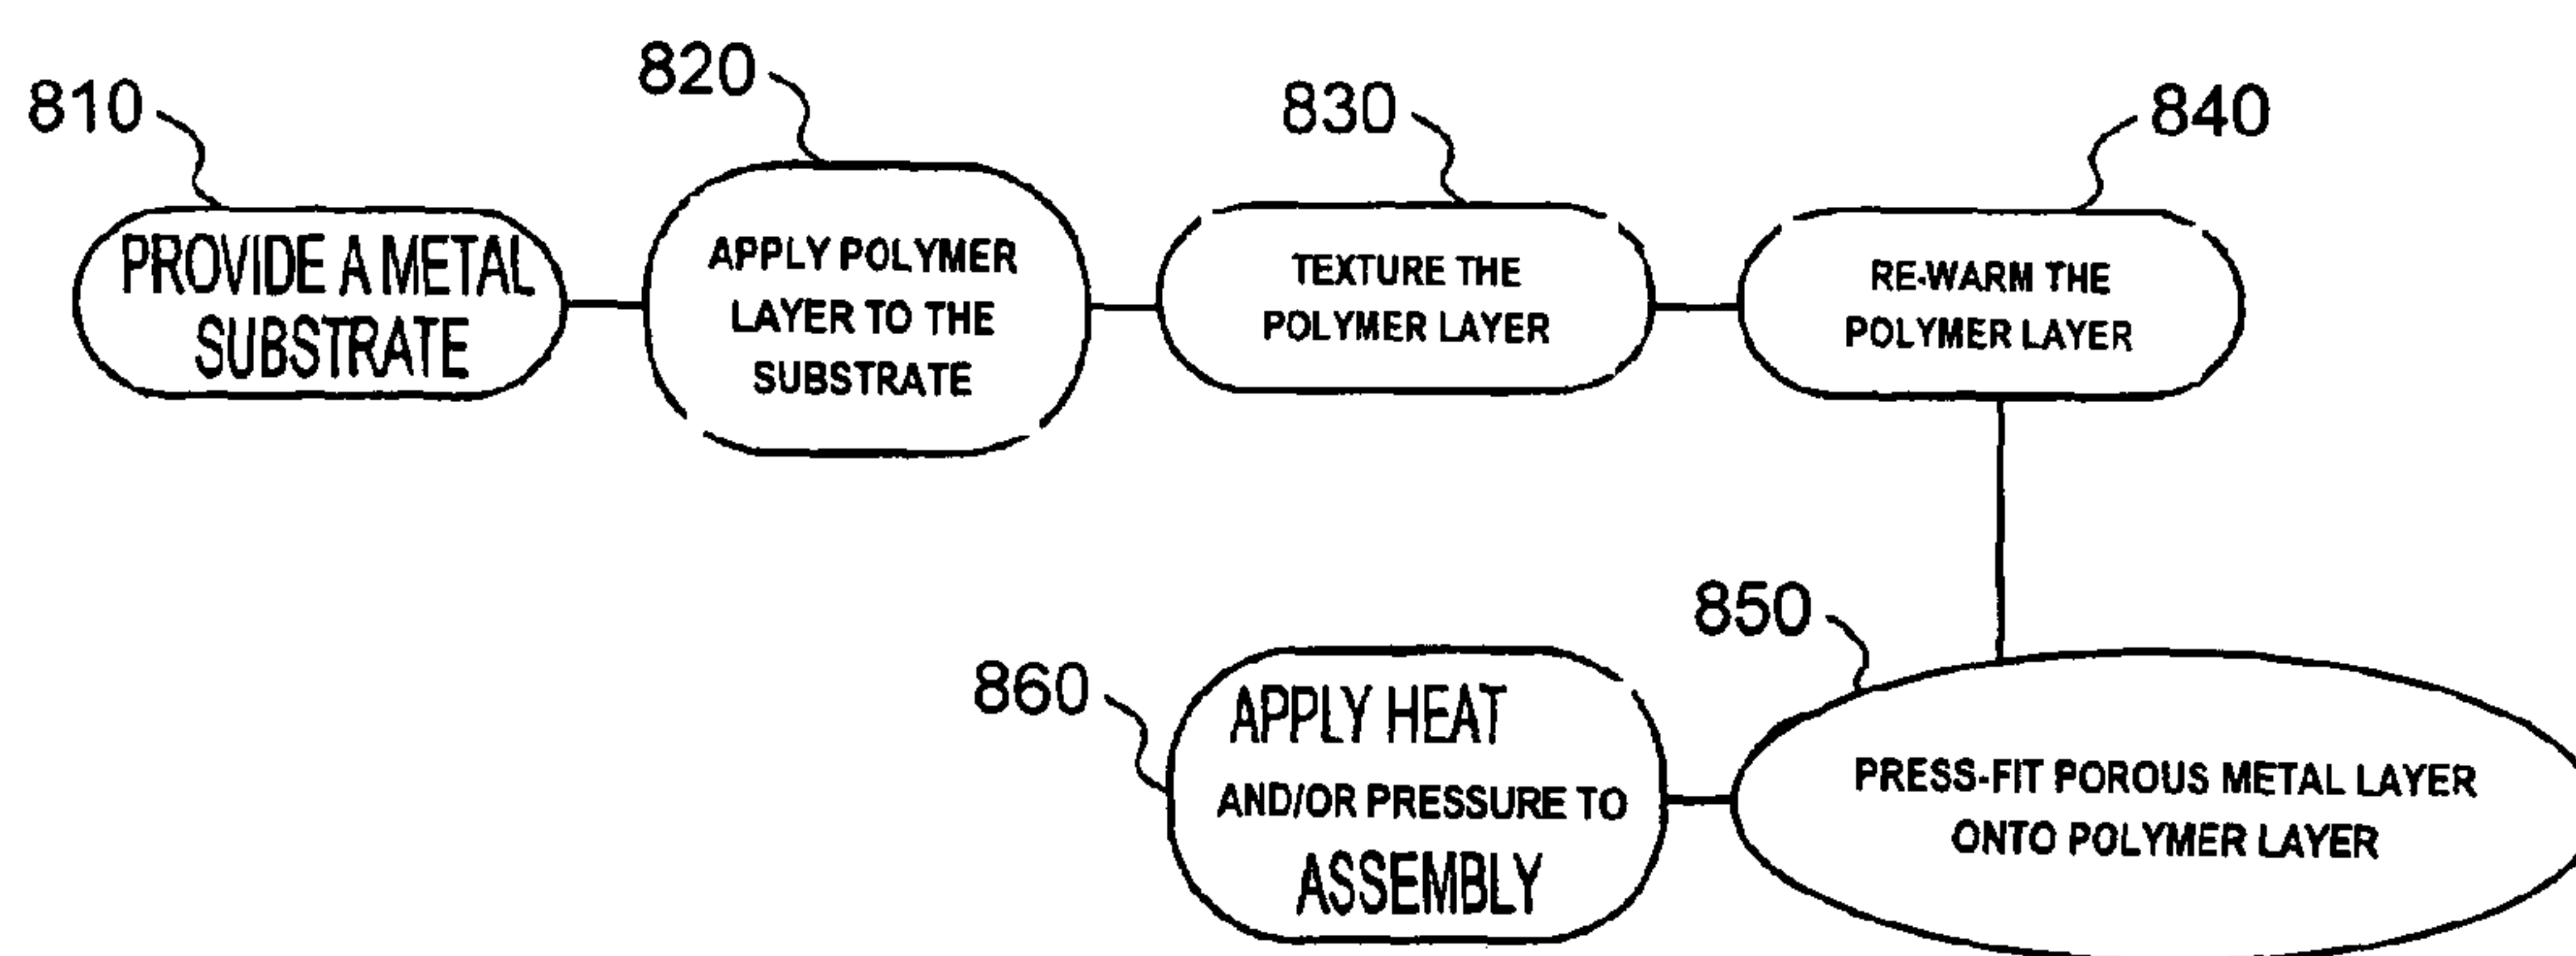 810
PROVIDE A METAL
SUBSTRATE
820
APPLY POLYMER
LAYER TO THE
SUBSTRATE
830
TEXTURE THE
POLYMER LAYER
840
RE-WARM THE
POLYMER LAYER
850
PRESS-FIT POROUS METAL LAYER
ONTO POLYMER LAYER
860
APPLY HEAT
AND/OR PRESSURE TO
ASSEMBLY